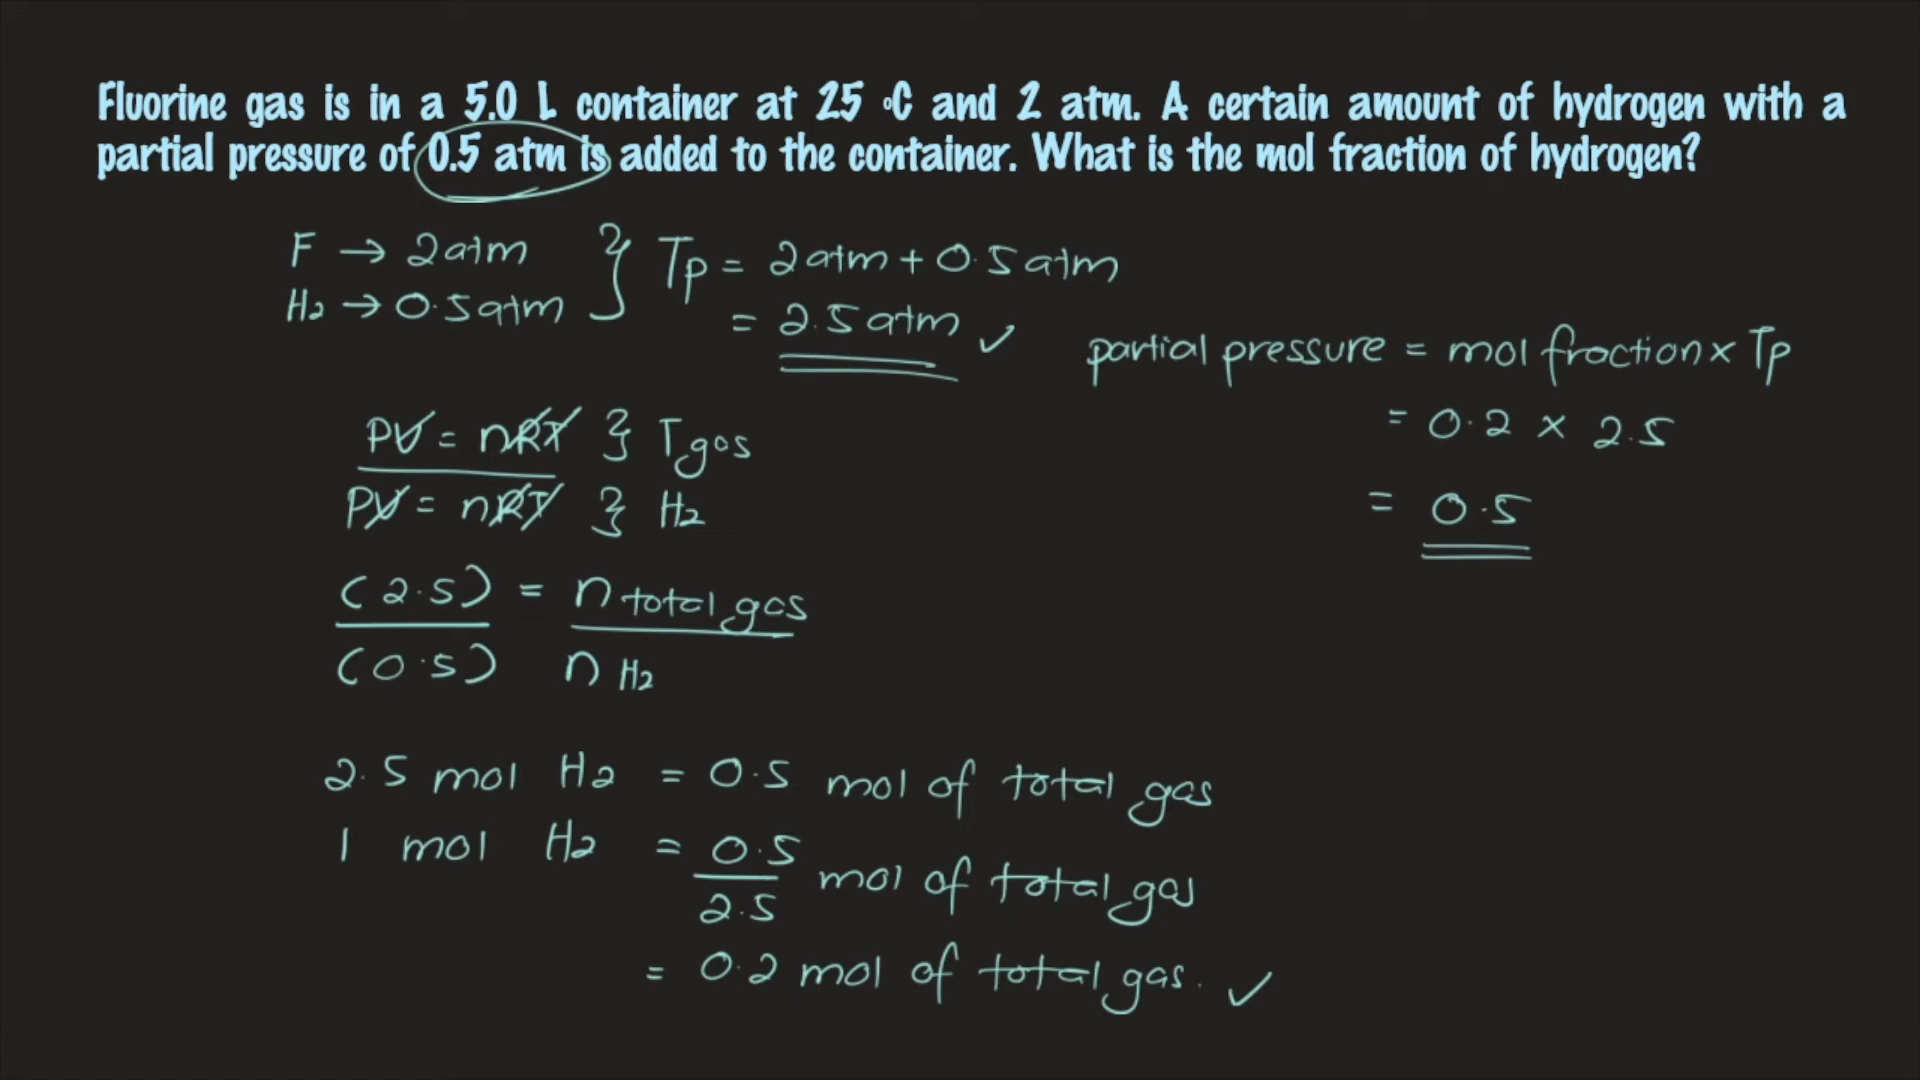 Fluorine gas is in a 5.0 L container at 25 °C and 2 atm. A certain amount of hydrogen with a
partial pressure of 0.5 atm is added to the container. What is the mol fraction of hydrogen?
F → 2atm } Tp = 2atm + 0.5atm
H2 → 0.5atm
= 2.5 atm ✓
partial pressure = mol fraction x Tp
= 0.2 x 2.5
= 0.5
PV = nRT } Tgas
PV = nRT } H2
(2.5) = n total gas
(0.5) n H2
2.5 mol H2 = 0.5 mol of total gas
1 mol H2 = 0.5 mol of total gas
2.5
= 0.2 mol of total gas. ✓